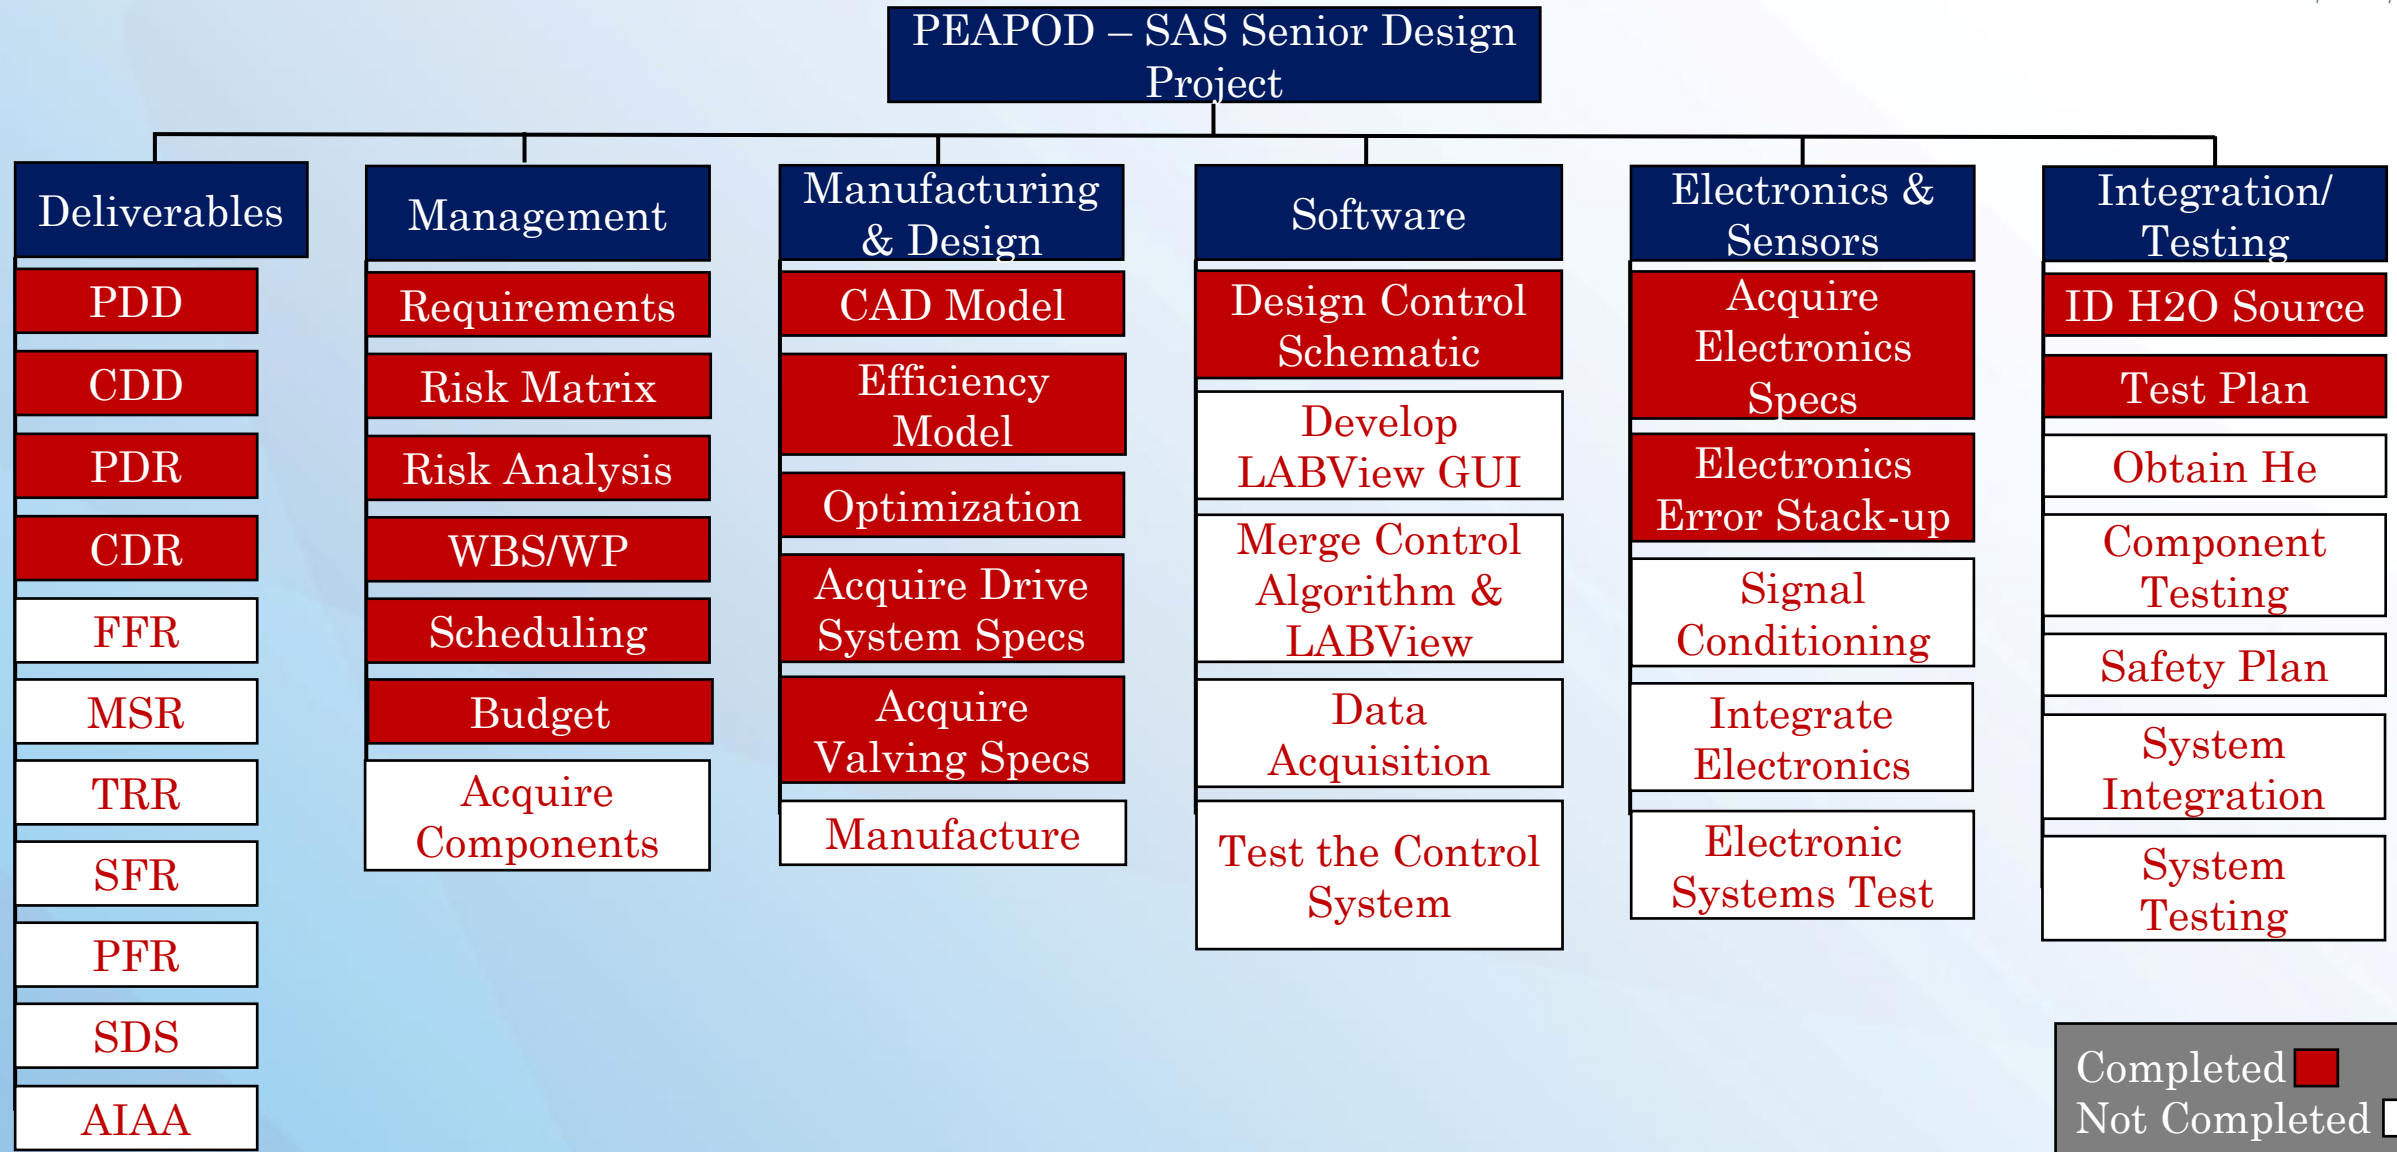 PEAPOD – SAS Senior Design
Project
Deliverables
PDD
CDD
PDR
CDR
FFR
MSR
TRR
SFR
PFR
SDS
AIAA
Management
Requirements
Risk Matrix
Risk Analysis
WBS/WP
Scheduling
Budget
Acquire
Components
Manufacturing
& Design
CAD Model
Efficiency
Model
Optimization
Acquire Drive
System Specs
Acquire
Valving Specs
Manufacture
Software
Design Control
Schematic
Develop
LABView GUI
Merge Control
Algorithm &
LABView
Data
Acquisition
Test the Control
System
Electronics &
Sensors
Acquire
Electronics
Specs
Electronics
Error Stack-up
Signal
Conditioning
Integrate
Electronics
Electronic
Systems Test
Integration/
Testing
ID H2O Source
Test Plan
Obtain He
Component
Testing
Safety Plan
System
Integration
System
Testing
Completed
Not Completed